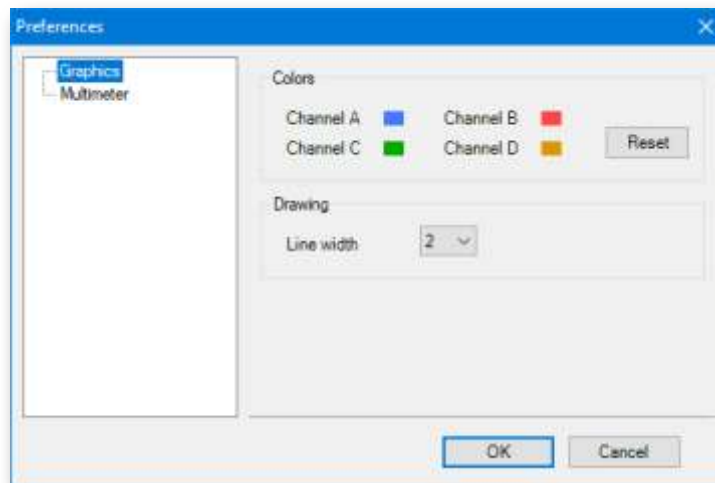 Preferences
Graphics
Multimeter
Colors
Channel A Channel B
Channel C Channel D
Reset
Drawing
Line width 2
OK Cancel